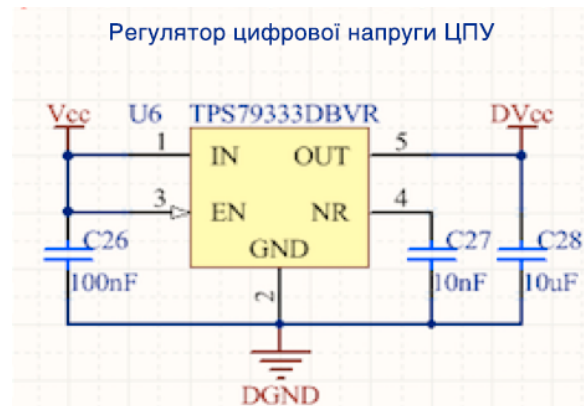 Регулятор цифрової напруги ЦПУ
Vcc U6 TPS79333DBVR DVcc
1 IN OUT 5
3 EN NR 4
GND
C26 C27 C28
100nF 2 10nF 10uF
DGND